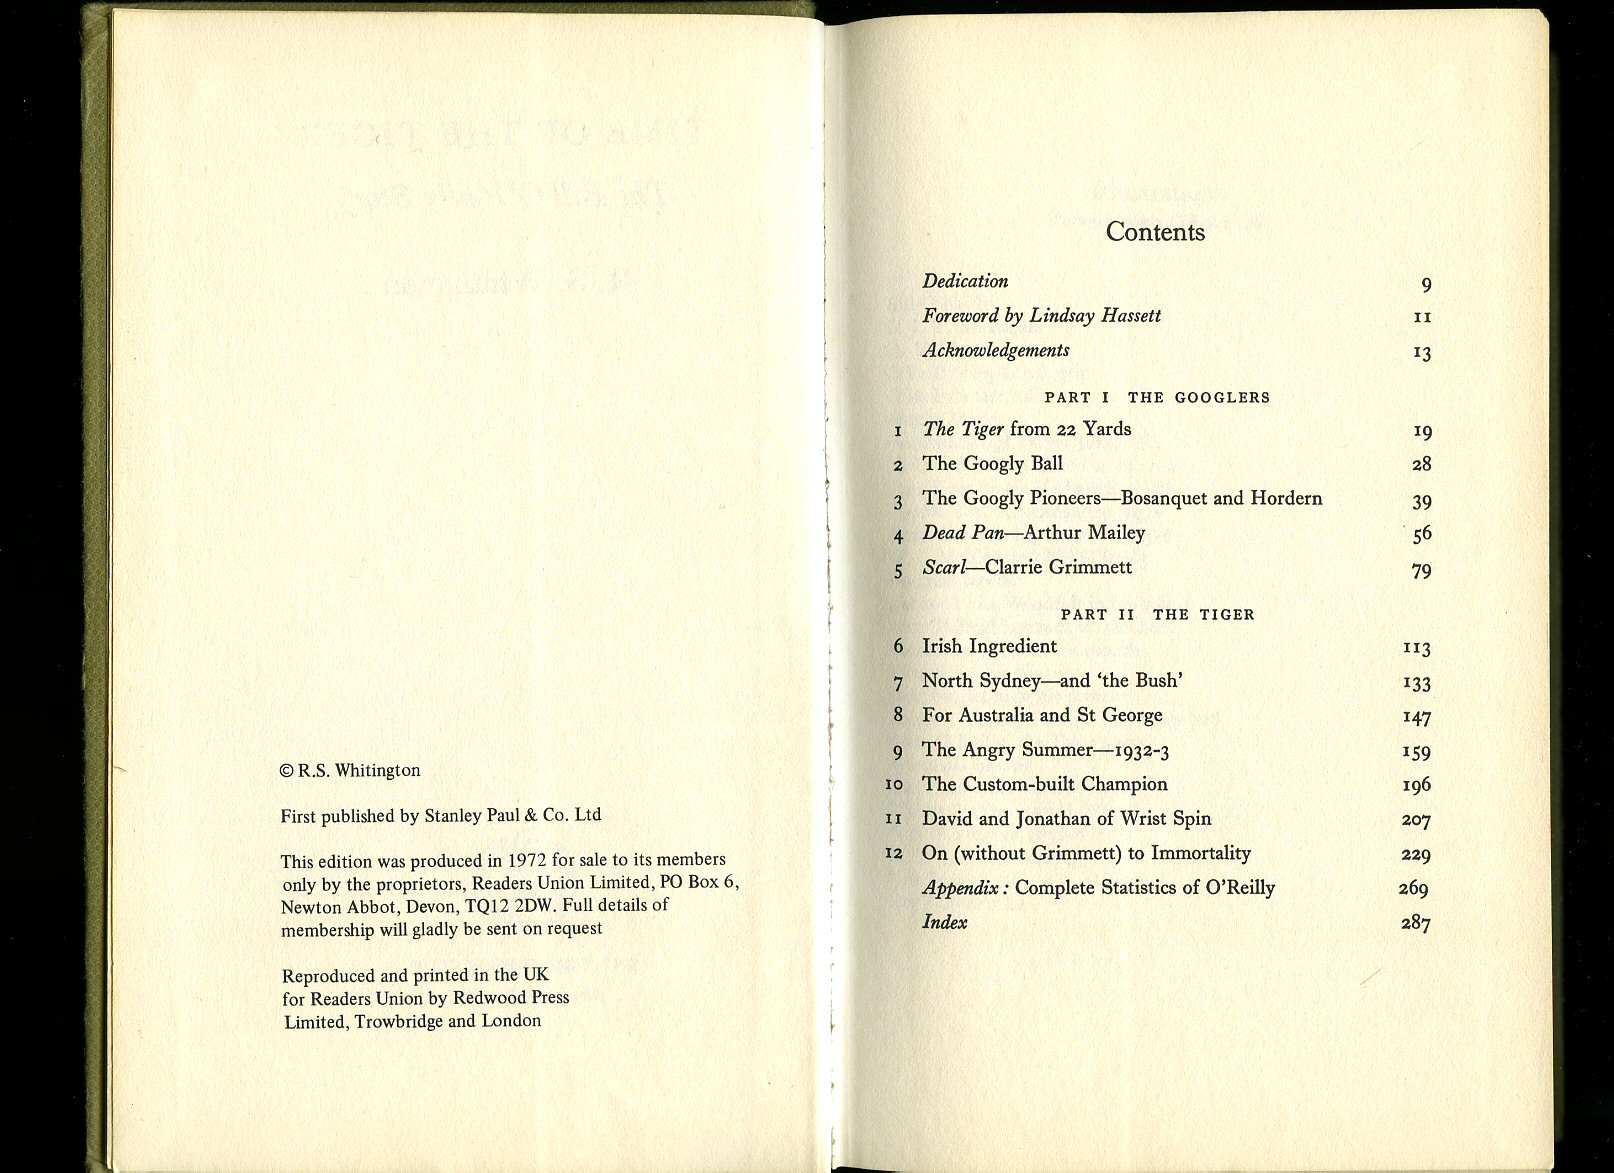 © R.S. Whitington
First published by Stanley Paul & Co. Ltd
This edition was produced in 1972 for sale to its members
only by the proprietors, Readers Union Limited, PO Box 6,
Newton Abbot, Devon, TQ12 2DW. Full details of
membership will gladly be sent on request
Reproduced and printed in the UK
for Readers Union by Redwood Press
Limited, Trowbridge and London
Contents
Dedication 9
Foreword by Lindsay Hassett 11
Acknowledgements 13
PART I THE GOOGLERS
1 The Tiger from 22 Yards 19
2 The Googly Ball 28
3 The Googly Pioneers—Bosanquet and Hordern 39
4 Dead Pan—Arthur Mailey 56
5 Scarl—Clarrie Grimmett 79
PART II THE TIGER
6 Irish Ingredient 113
7 North Sydney—and ‘the Bush’ 133
8 For Australia and St George 147
9 The Angry Summer—1932-3 159
10 The Custom-built Champion 196
11 David and Jonathan of Wrist Spin 207
12 On (without Grimmett) to Immortality 229
Appendix: Complete Statistics of O'Reilly 269
Index 287